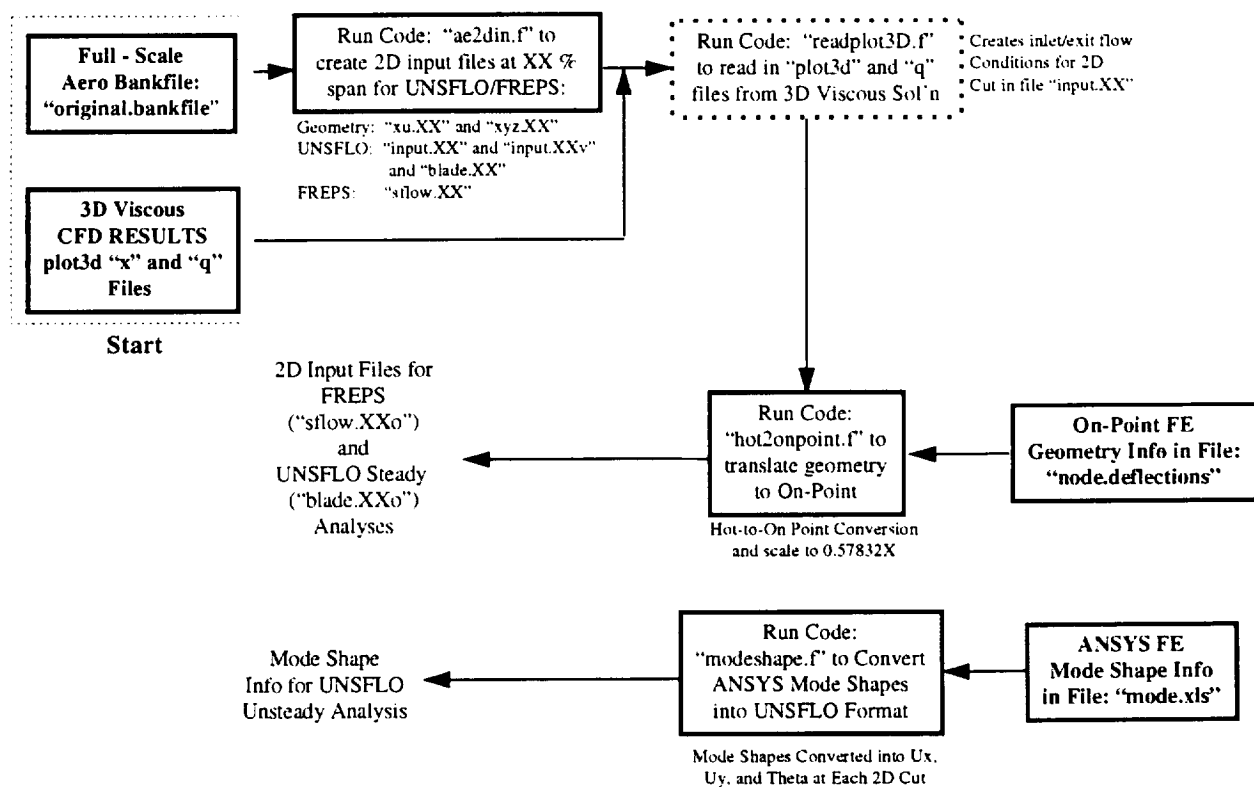 Full - Scale
Aero Bankfile:
“original.bankfile”
Run Code: “ae2din.f” to
create 2D input files at XX %
span for UNSFLO/FREPS:
Geometry: “xu.XX” and “xyz.XX”
UNSFLO: “input.XX” and “input.XXv”
and “blade.XX”
FREPS: “sflow.XX”
Run Code: “readplot3D.f”
to read in “plot3d” and “q”
files from 3D Viscous Sol'n
Creates inlet/exit flow
Conditions for 2D
Cut in file “input.XX”
3D Viscous
CFD RESULTS
plot3d “x” and “q”
Files
Start
2D Input Files for
FREPS
(“sflow.XXo”)
and
UNSFLO Steady
(“blade.XXo”)
Analyses
Run Code:
“hot2onpoint.f” to
translate geometry
to On-Point
Hot-to-On Point Conversion
and scale to 0.57832X
On-Point FE
Geometry Info in File:
“node.deflections”
Mode Shape
Info for UNSFLO
Unsteady Analysis
Run Code:
“modeshape.f” to Convert
ANSYS Mode Shapes
into UNSFLO Format
Mode Shapes Converted into Ux,
Uy, and Theta at Each 2D Cut
ANSYS FE
Mode Shape Info
in File: “mode.xls”